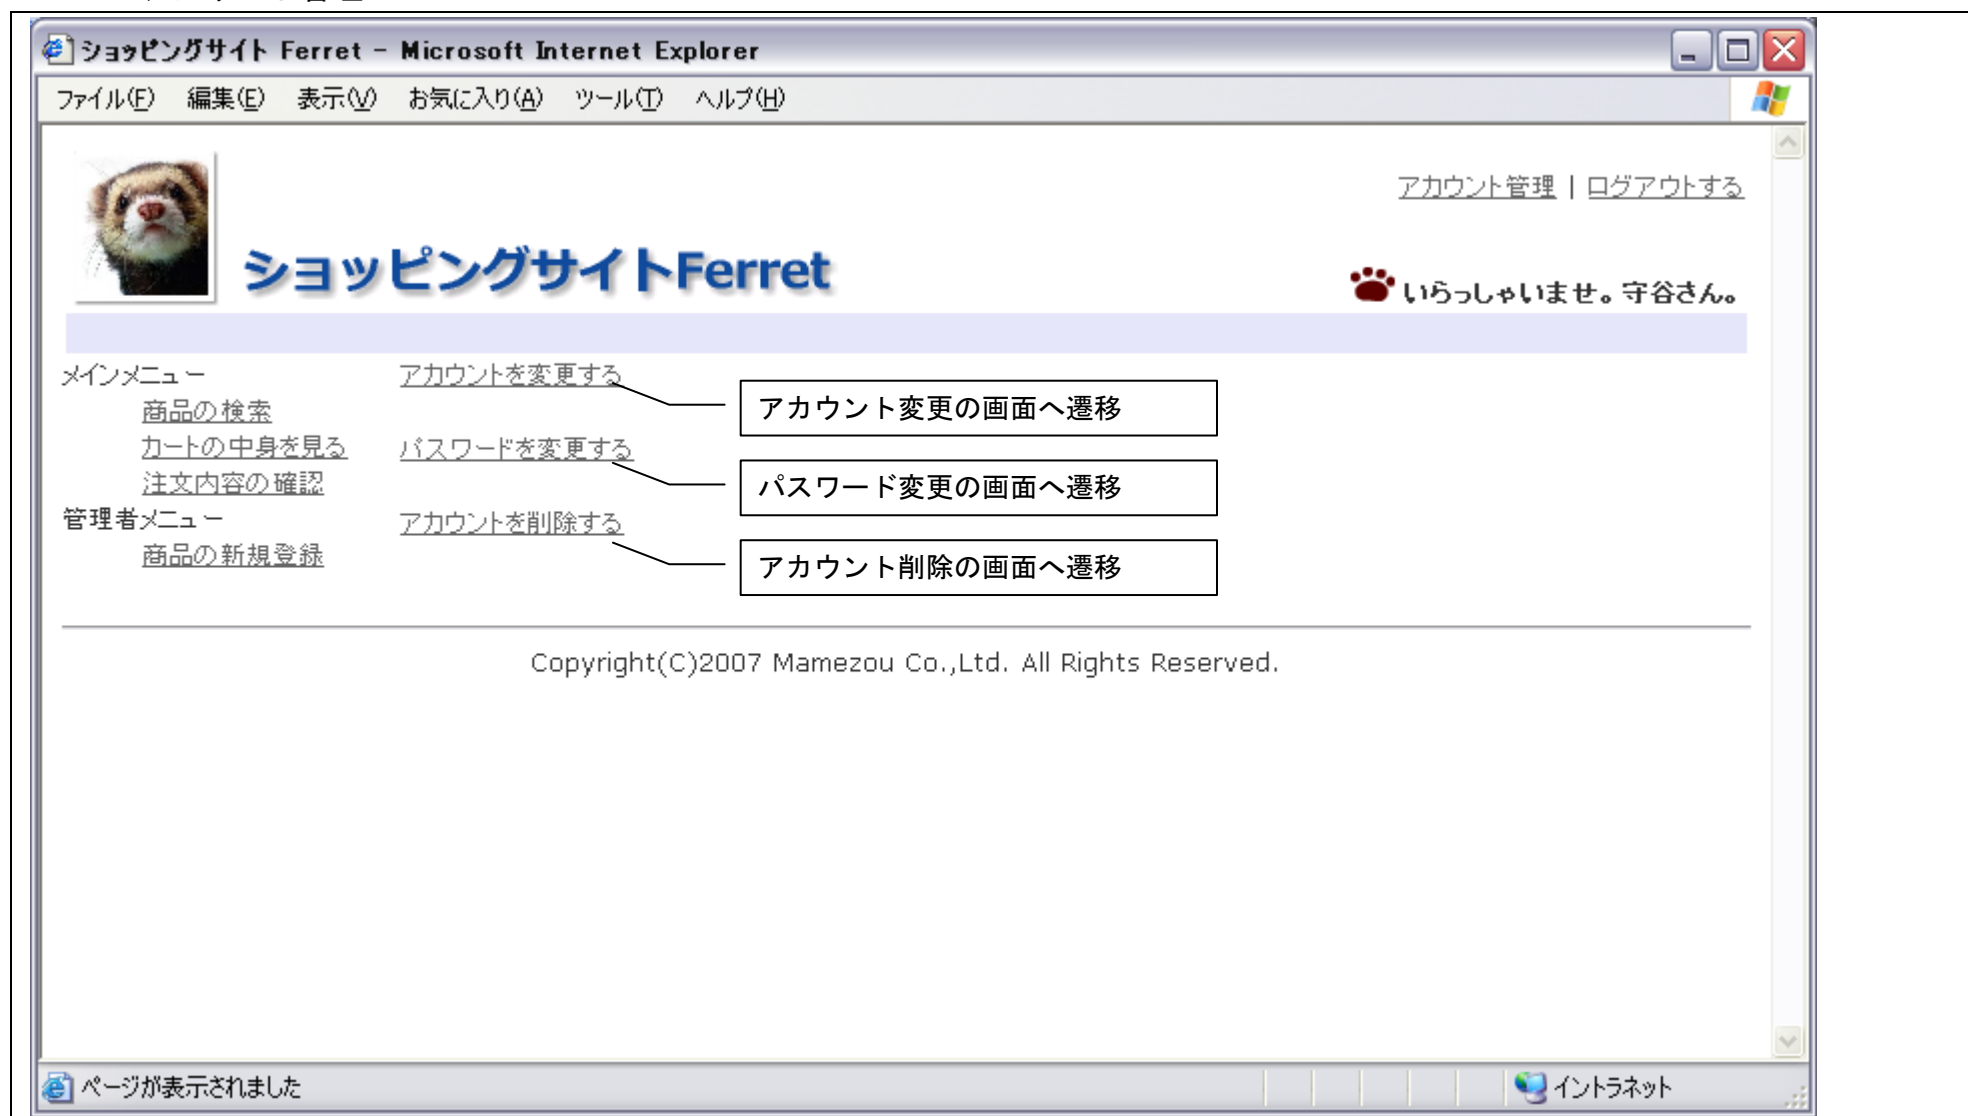 ショッピングサイト Ferret - Microsoft Internet Explorer
ファイル(F) 編集(E) 表示(V) お気に入り(A) ツール(T) ヘルプ(H)
アカウント管理 | ログアウトする
ショッピングサイトFerret
いらっしゃいませ。守谷さん。
メインメニュー
商品の検索
カートの中身を見る
注文内容の確認
管理者メニュー
商品の新規登録
アカウントを変更する
アカウント変更の画面へ遷移
パスワードを変更する
パスワード変更の画面へ遷移
アカウントを削除する
アカウント削除の画面へ遷移
Copyright(C)2007 Mamezou Co.,Ltd. All Rights Reserved.
ページが表示されました
イントラネット